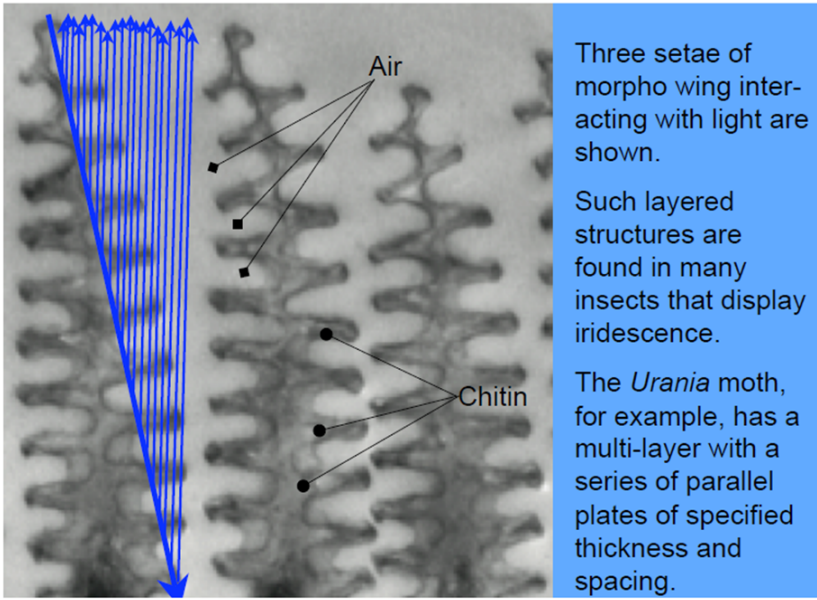 Air
Chitin
Three setae of
morpho wing inter-
acting with light are
shown.
Such layered
structures are
found in many
insects that display
iridescence.
The Urania moth,
for example, has a
multi-layer with a
series of parallel
plates of specified
thickness and
spacing.